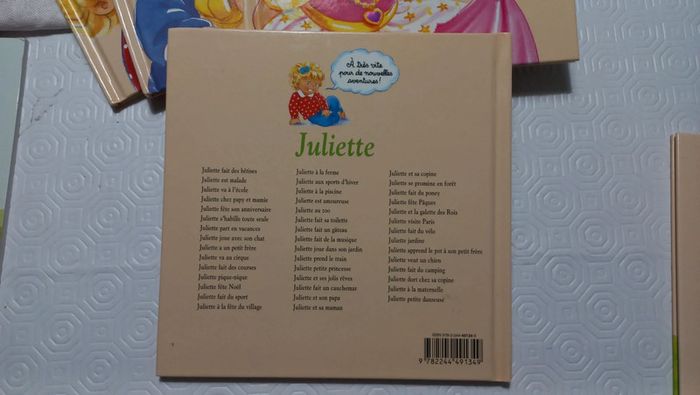 À très vite
pour de nouvelles
aventures !
Juliette
Juliette fait des bêtises
Juliette est malade
Juliette va à l'école
Juliette chez papy et mamie
Juliette fête son anniversaire
Juliette s'habille toute seule
Juliette part en vacances
Juliette joue avec son chat
Juliette a un petit frère
Juliette va au cirque
Juliette fait des courses
Juliette pique-nique
Juliette fête Noël
Juliette fait du sport
Juliette à la fête du village
Juliette à la ferme
Juliette aux sports d'hiver
Juliette à la piscine
Juliette est amoureuse
Juliette au zoo
Juliette fait sa toilette
Juliette fait un gâteau
Juliette fait de la musique
Juliette joue dans son jardin
Juliette prend le train
Juliette petite princesse
Juliette et ses jolis rêves
Juliette fait un cauchemar
Juliette et son papa
Juliette et sa maman
Juliette et sa copine
Juliette se promène en forêt
Juliette fait du poney
Juliette fête Pâques
Juliette et la galette des Rois
Juliette visite Paris
Juliette fait du vélo
Juliette jardine
Juliette apprend le pot à son petit frère
Juliette veut un chien
Juliette fait du camping
Juliette dort chez sa copine
Juliette à la maternelle
Juliette petite danseuse
ISBN 978-2-244-49134-9
9 782244 491349